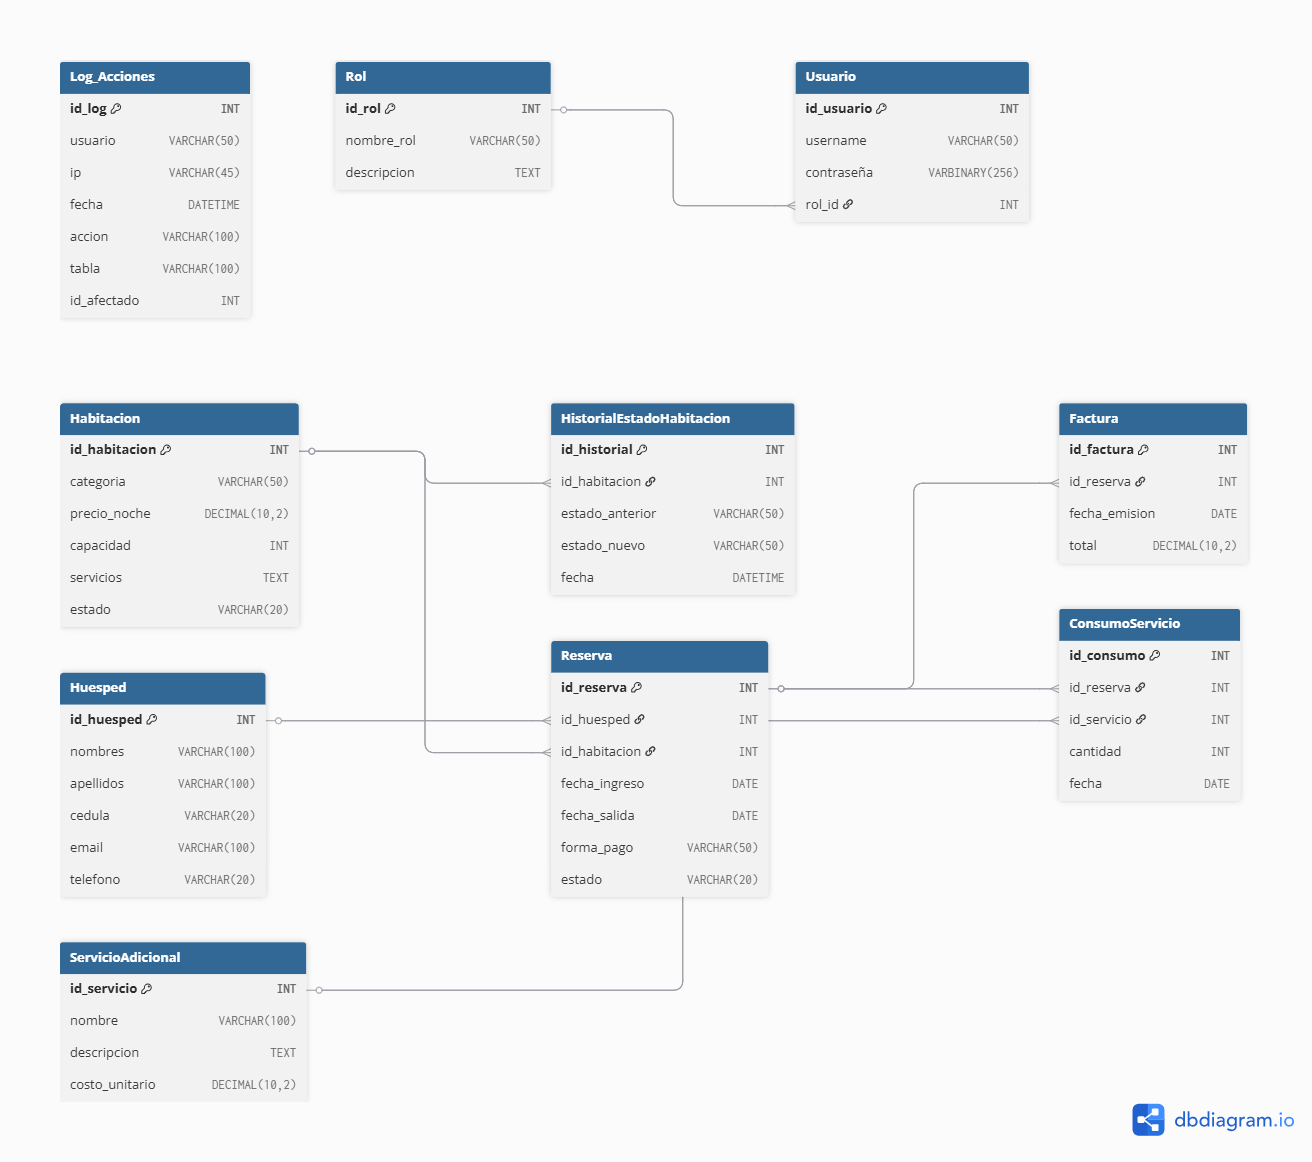 Log_Acciones
id_log INT
usuario VARCHAR(50)
ip VARCHAR(45)
fecha DATETIME
accion VARCHAR(100)
tabla VARCHAR(100)
id_afectado INT
Rol
id_rol INT
nombre_rol VARCHAR(50)
descripcion TEXT
Usuario
id_usuario INT
username VARCHAR(50)
contraseña VARBINARY(256)
rol_id INT
Habitacion
id_habitacion INT
categoria VARCHAR(50)
precio_noche DECIMAL(10,2)
capacidad INT
servicios TEXT
estado VARCHAR(20)
HistorialEstadoHabitacion
id_historial INT
id_habitacion INT
estado_anterior VARCHAR(50)
estado_nuevo VARCHAR(50)
fecha DATETIME
Factura
id_factura INT
id_reserva INT
fecha_emision DATE
total DECIMAL(10,2)
Huesped
id_huesped INT
nombres VARCHAR(100)
apellidos VARCHAR(100)
cedula VARCHAR(20)
email VARCHAR(100)
telefono VARCHAR(20)
Reserva
id_reserva INT
id_huesped INT
id_habitacion INT
fecha_ingreso DATE
fecha_salida DATE
forma_pago VARCHAR(50)
estado VARCHAR(20)
ConsumoServicio
id_consumo INT
id_reserva INT
id_servicio INT
cantidad INT
fecha DATE
ServicioAdicional
id_servicio INT
nombre VARCHAR(100)
descripcion TEXT
costo_unitario DECIMAL(10,2)
dbdiagram.io